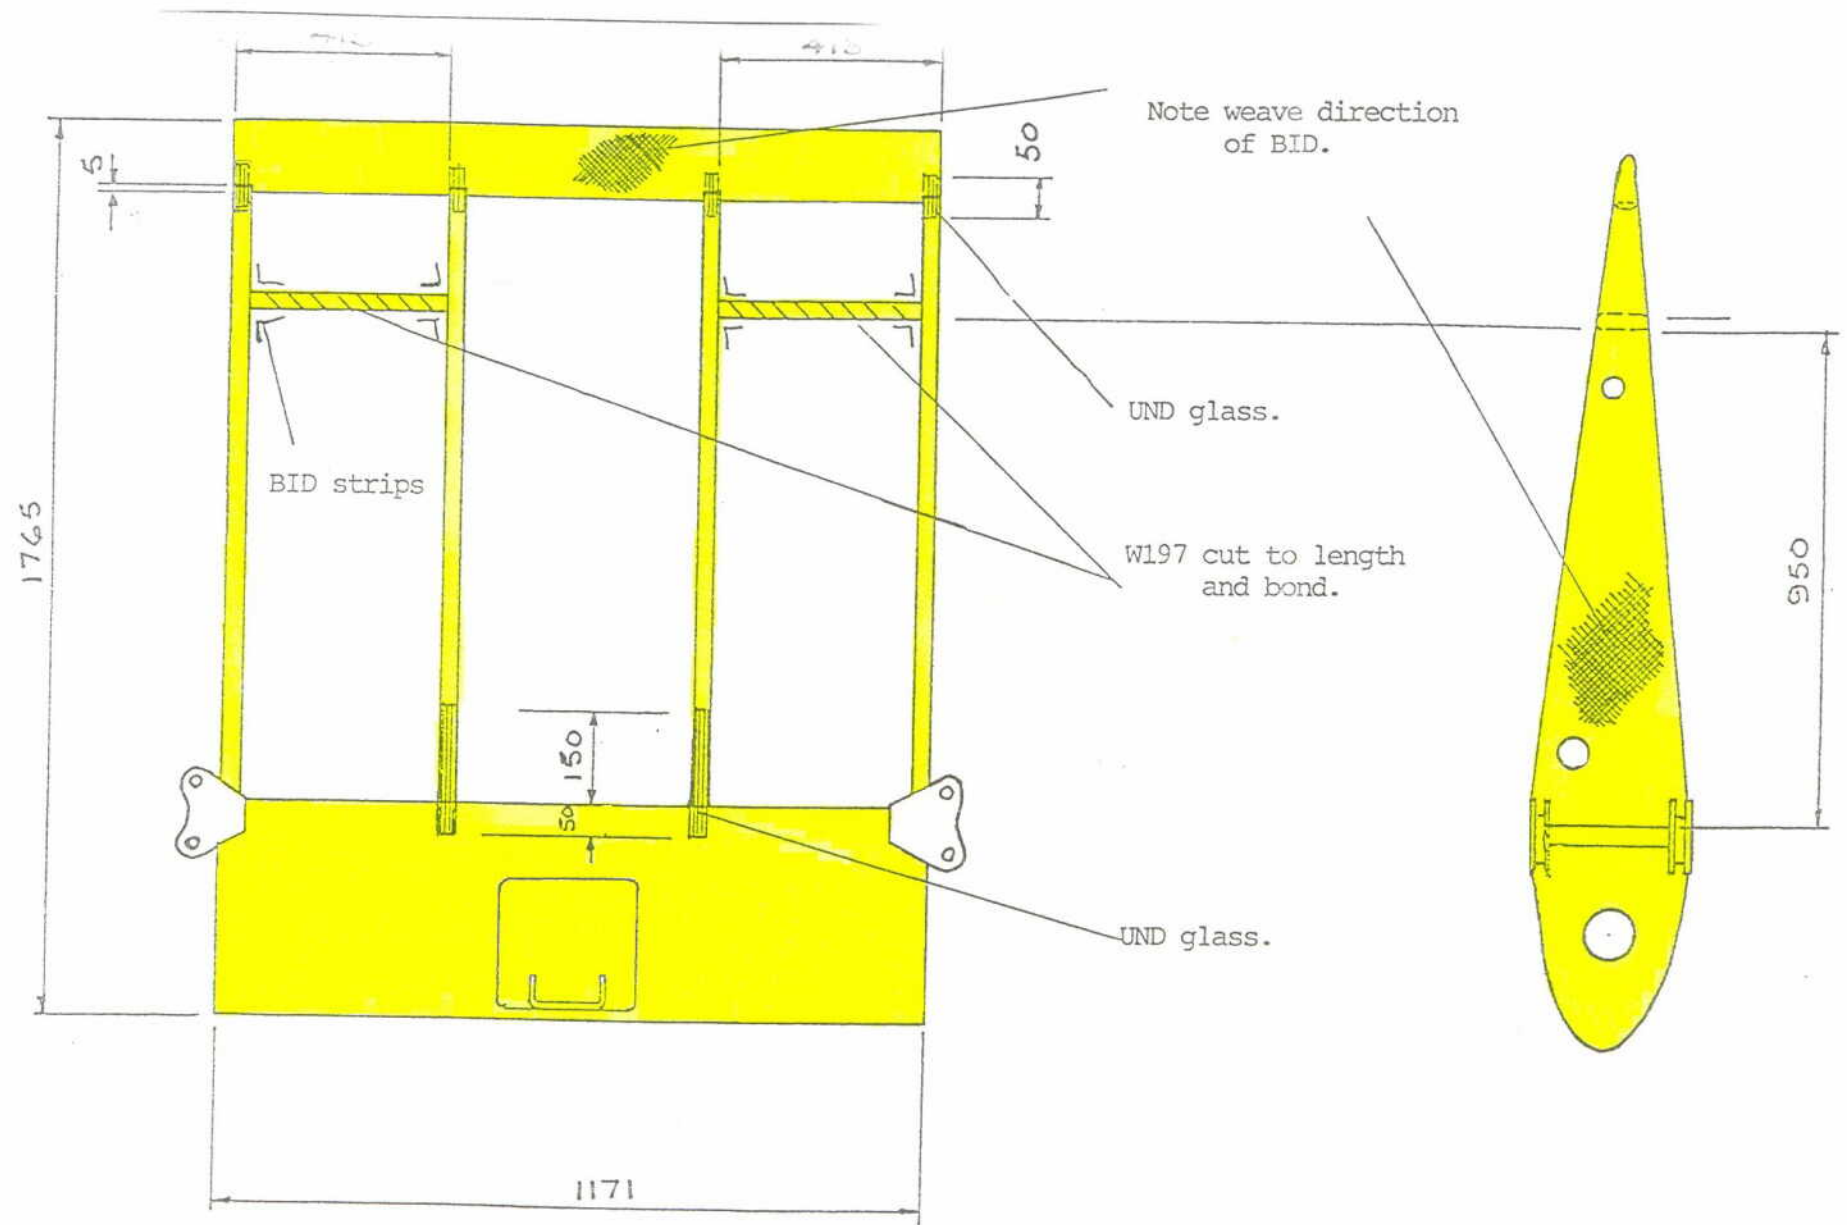 413
Note weave direction
of BID.
50
5
UND glass.
BID strips
1765
W197 cut to length
and bond.
950
150
50
UND glass.
1171